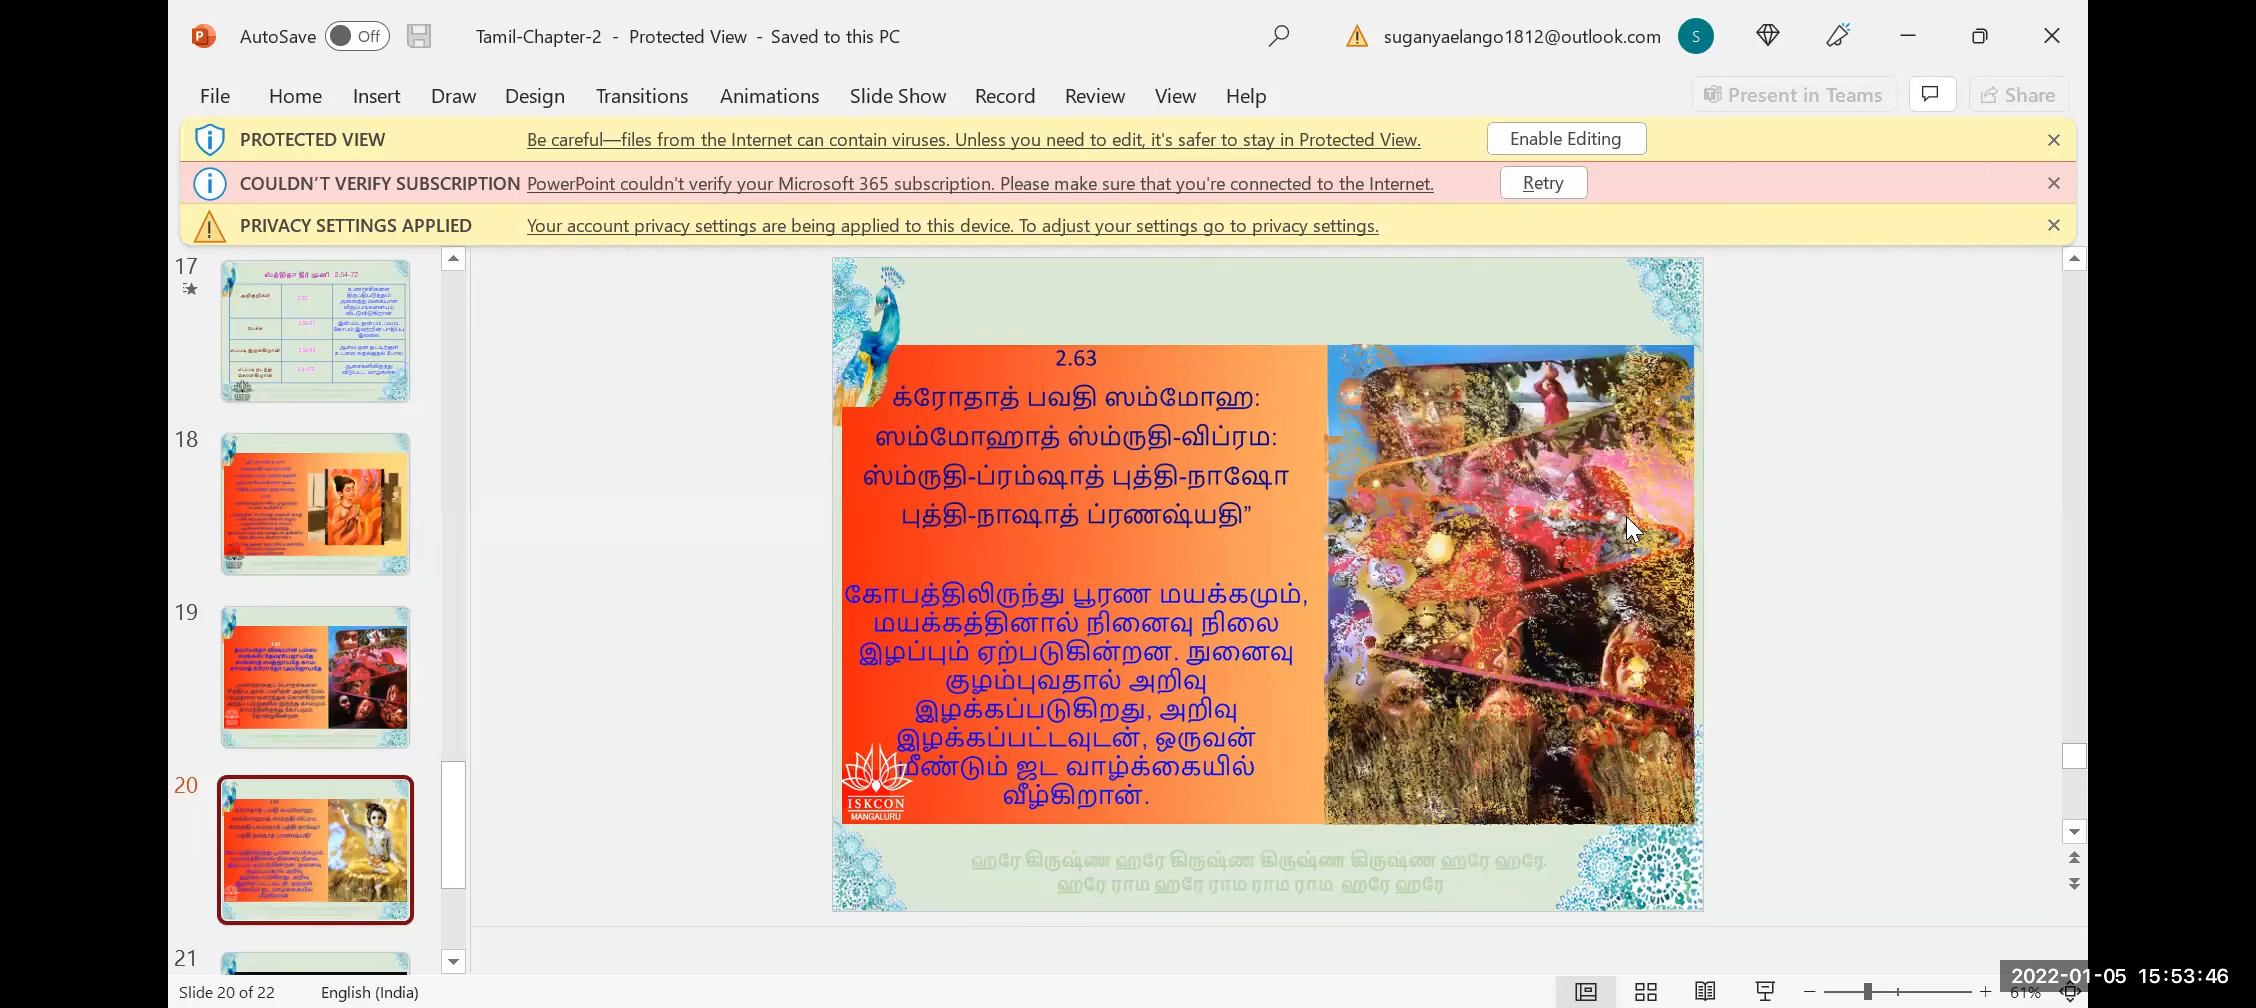 AutoSave Off Tamil-Chapter-2 - Protected View - Saved to this PC suganyaelango1812@outlook.com S
File Home Insert Draw Design Transitions Animations Slide Show Record Review View Help Present in Teams Share
PROTECTED VIEW Be careful—files from the Internet can contain viruses. Unless you need to edit, it's safer to stay in Protected View. Enable Editing
COULDN'T VERIFY SUBSCRIPTION PowerPoint couldn't verify your Microsoft 365 subscription. Please make sure that you're connected to the Internet. Retry
PRIVACY SETTINGS APPLIED Your account privacy settings are being applied to this device. To adjust your settings go to privacy settings.
17
18
19
20
21
2.63
க்ரோதாத் பவதி ஸம்மோஹ:
ஸம்மோஹாத் ஸ்ம்ருதி-விப்ரம:
ஸ்ம்ருதி-ப்ரம்ஷாத் புத்தி-நாஷோ
புத்தி-நாஷாத் ப்ரணஷ்யதி”
கோபத்திலிருந்து பூரண மயக்கமும்,
மயக்கத்தினால் நினைவு நிலை
இழப்பும் ஏற்படுகின்றன. நுனைவு
குழம்புவதால் அறிவு
இழக்கப்படுகிறது, அறிவு
இழக்கப்பட்டவுடன், ஒருவன்
மீண்டும் ஜட வாழ்க்கையில்
வீழ்கிறான்.
ISKCON
MANGALURU
ஹரே கிருஷ்ண ஹரே கிருஷ்ண கிருஷ்ண கிருஷ்ண ஹரே ஹரே.
ஹரே ராம ஹரே ராம ராம ராம ஹரே ஹரே
Slide 20 of 22 English (India) 61%
2022-01-05 15:53:46